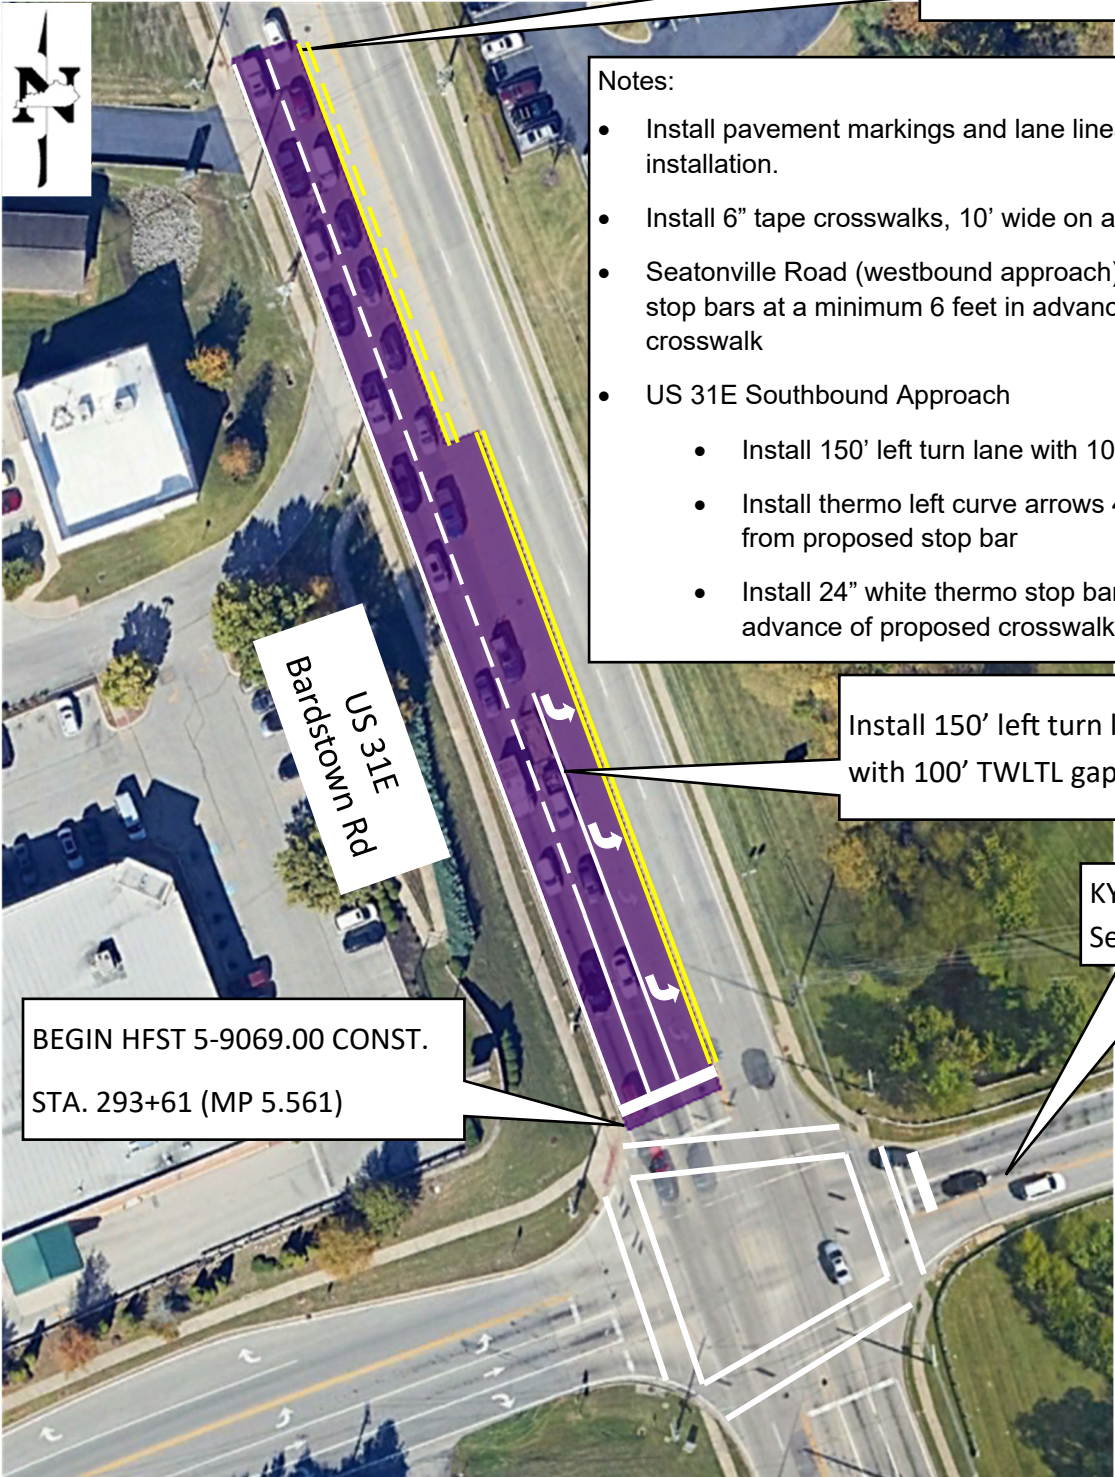 N
Notes:
• Install pavement markings and lane line
installation.
• Install 6” tape crosswalks, 10’ wide on a
• Seatonville Road (westbound approach)
stop bars at a minimum 6 feet in advanc
crosswalk
• US 31E Southbound Approach
• Install 150’ left turn lane with 10
• Install thermo left curve arrows
from proposed stop bar
• Install 24” white thermo stop bar
advance of proposed crosswalk
US 31E
Bardstown Rd
Install 150’ left turn l
with 100’ TWLTL gap
KY
Se
BEGIN HFST 5-9069.00 CONST.
STA. 293+61 (MP 5.561)